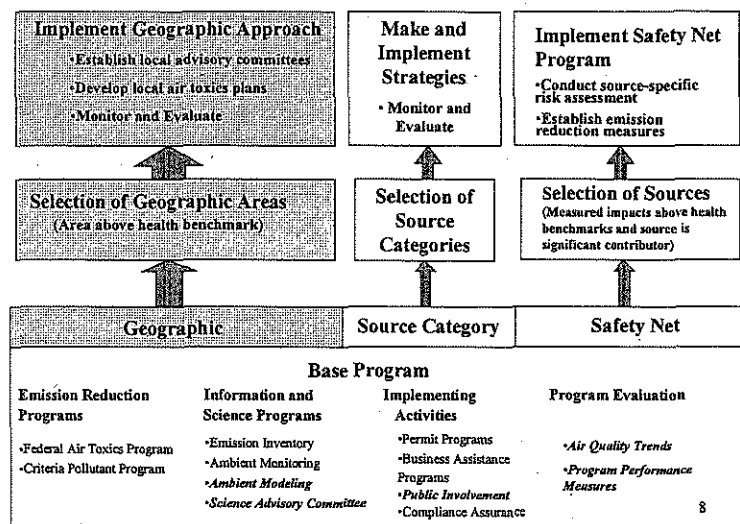 Implement Geographic Approach
•Establish local advisory committees
•Develop local air toxics plans
•Monitor and Evaluate
Make and
Implement
Strategies
• Monitor and
Evaluate
Implement Safety Net
Program
•Conduct source-specific
risk assessment
•Establish emission
reduction measures
Selection of Geographic Areas
(Area above health benchmark)
Selection of
Source
Categories
Selection of Sources
(Measured impacts above health
benchmarks and source is
significant contributor)
Geographic
Source Category
Safety Net
Base Program
Emission Reduction
Programs
•Federal Air Toxics Program
•Criteria Pollutant Program
Information and
Science Programs
•Emission Inventory
•Ambient Monitoring
•Ambient Modeling
•Science Advisory Committee
Implementing
Activities
•Permit Programs
•Business Assistance
Programs
•Public Involvement
•Compliance Assurance
Program Evaluation
•Air Quality Trends
•Program Performance
Measures
8